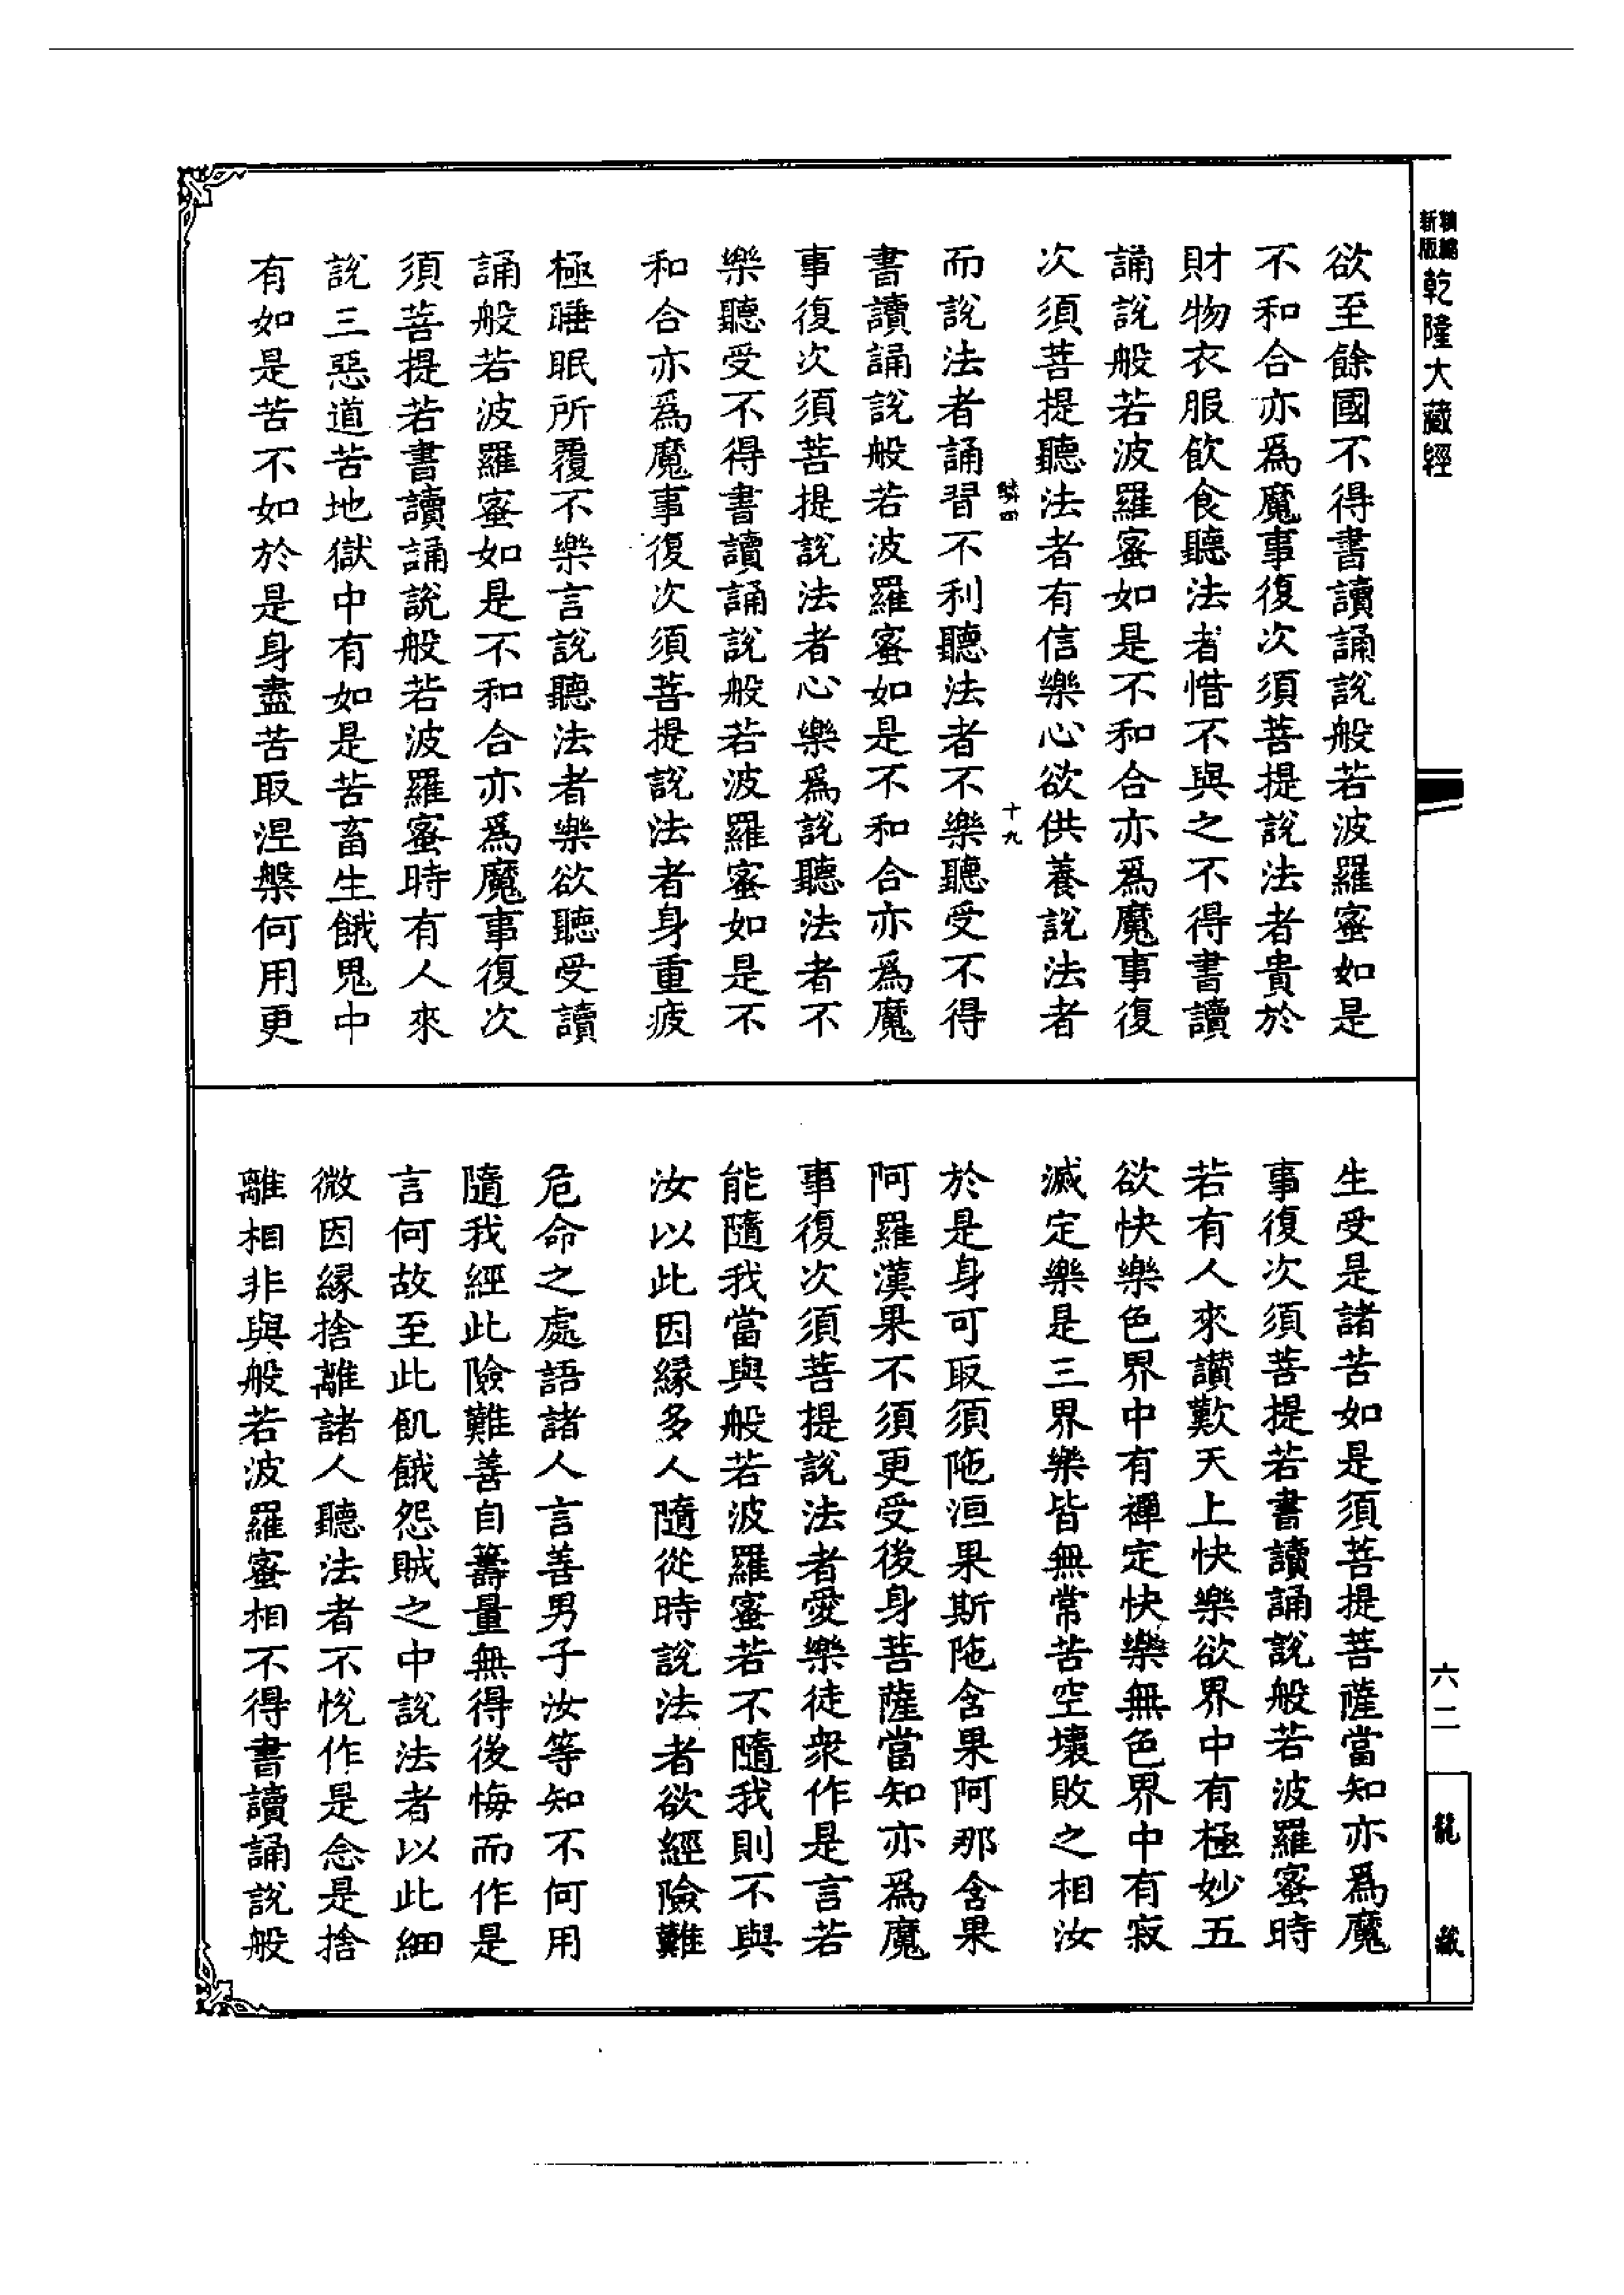 精編新版
乾隆大藏經
欲至餘國不得書讀誦說般若波羅蜜如是
不和合亦爲魔事復次須菩提說法者貴於
財物衣服飲食聽法者惜不與之不得書讀
誦說般若波羅蜜如是不和合亦爲魔事復
次須菩提聽法者有信樂心欲供養說法者
十九
而說法者誦習不利聽法者不樂聽受不得
書讀誦說般若波羅蜜如是不和合亦爲魔
事復次須菩提說法者心樂爲說聽法者不
樂聽受不得書讀誦說般若波羅蜜如是不
和合亦爲魔事復次須菩提說法者身重疲
極睡眠所覆不樂言說聽法者樂欲聽受讀
誦般若波羅蜜如是不和合亦爲魔事復次
須菩提若書讀誦說般若波羅蜜時有人來
說三惡道苦地獄中有如是苦畜生餓鬼中
有如是苦不如於是身盡苦取涅槃何用更
生受是諸苦如是須菩提菩薩當知亦爲魔
事復次須菩提若書讀誦說般若波羅蜜時
若有人來讃歎天上快樂欲界中有極妙五
欲快樂色界中有禪定快樂無色界中有寂
滅定樂是三界樂皆無常苦空壞敗之相汝
於是身可取須陁洹果斯陁含果阿那含果
阿羅漢果不須更受後身菩薩當知亦爲魔
事復次須菩提說法者愛樂徒衆作是言若
能隨我當與般若波羅蜜若不隨我則不與
汝以此因緣多人隨從時說法者欲經險難
危命之處語諸人言善男子汝等知不何用
隨我經此險難善自籌量無得後悔而作是
言何故至此飢餓怨賊之中說法者以此細
微因緣捨離諸人聽法者不悅作是念是捨
離相非與般若波羅蜜相不得書讀誦說般
六二
龍藏